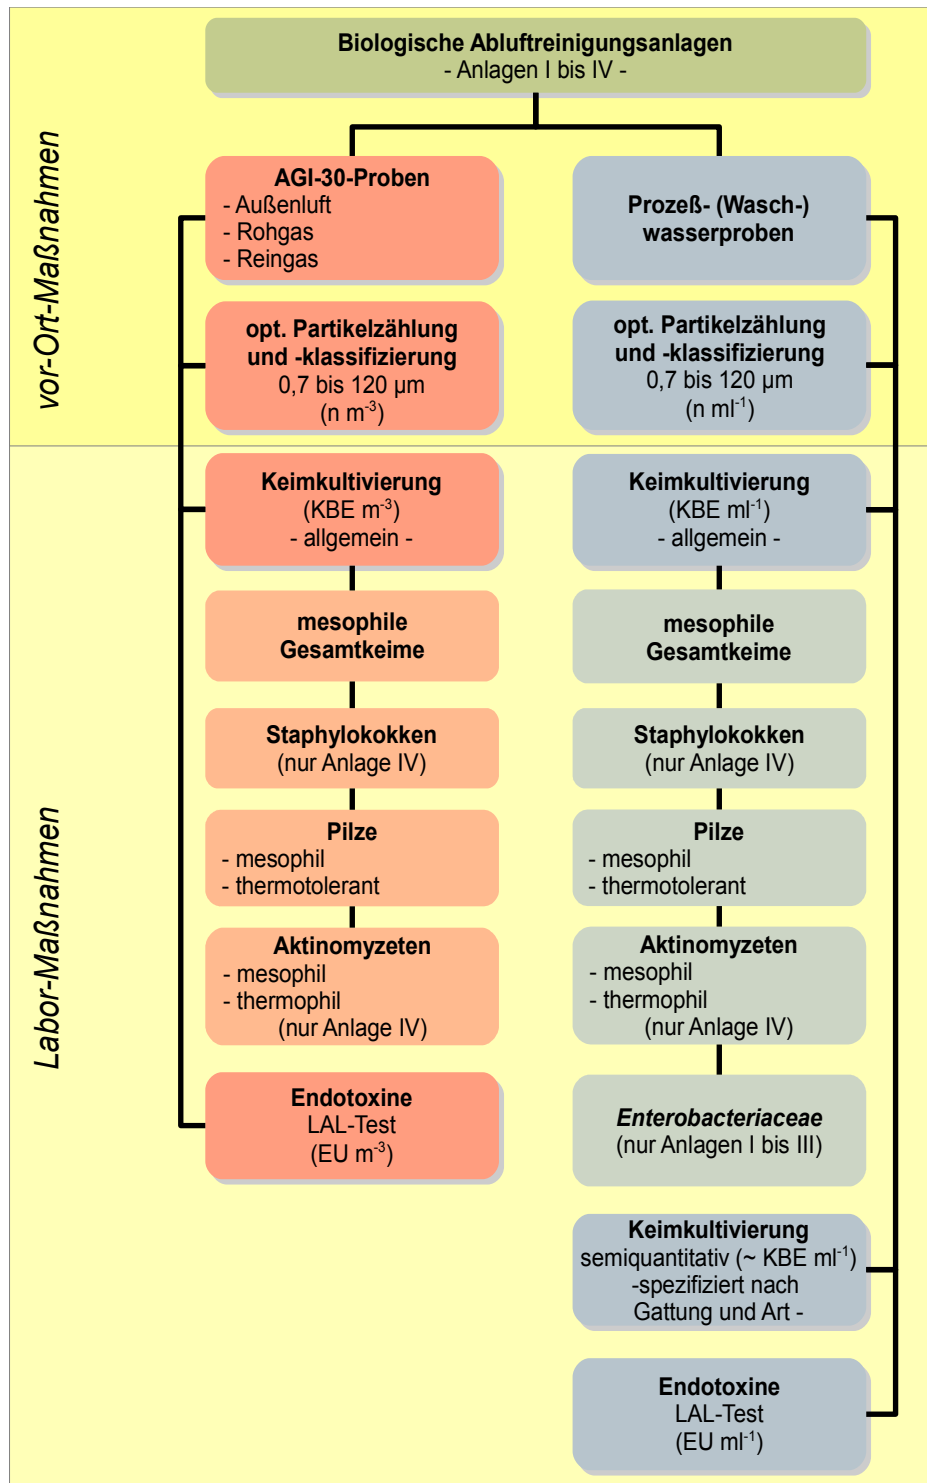 Biologische Abluftreinigungsanlagen
- Anlagen I bis IV -
vor-Ort-Maßnahmen
AGI-30-Proben
- Außenluft
- Rohgas
- Reingas
Prozeß- (Wasch-)
wasserproben
opt. Partikelzählung
und -klassifizierung
0,7 bis 120 µm
(n m⁻³)
opt. Partikelzählung
und -klassifizierung
0,7 bis 120 µm
(n ml⁻¹)
Labor-Maßnahmen
Keimkultivierung
(KBE m⁻³)
- allgemein -
Keimkultivierung
(KBE ml⁻¹)
- allgemein -
mesophile
Gesamtkeime
mesophile
Gesamtkeime
Staphylokokken
(nur Anlage IV)
Staphylokokken
(nur Anlage IV)
Pilze
- mesophil
- thermotolerant
Pilze
- mesophil
- thermotolerant
Aktinomyzeten
- mesophil
- thermophil
(nur Anlage IV)
Aktinomyzeten
- mesophil
- thermophil
(nur Anlage IV)
Endotoxine
LAL-Test
(EU m⁻³)
Enterobacteriaceae
(nur Anlagen I bis III)
Keimkultivierung
semiquantitativ (~ KBE ml⁻¹)
-spezifiziert nach
Gattung und Art -
Endotoxine
LAL-Test
(EU ml⁻¹)